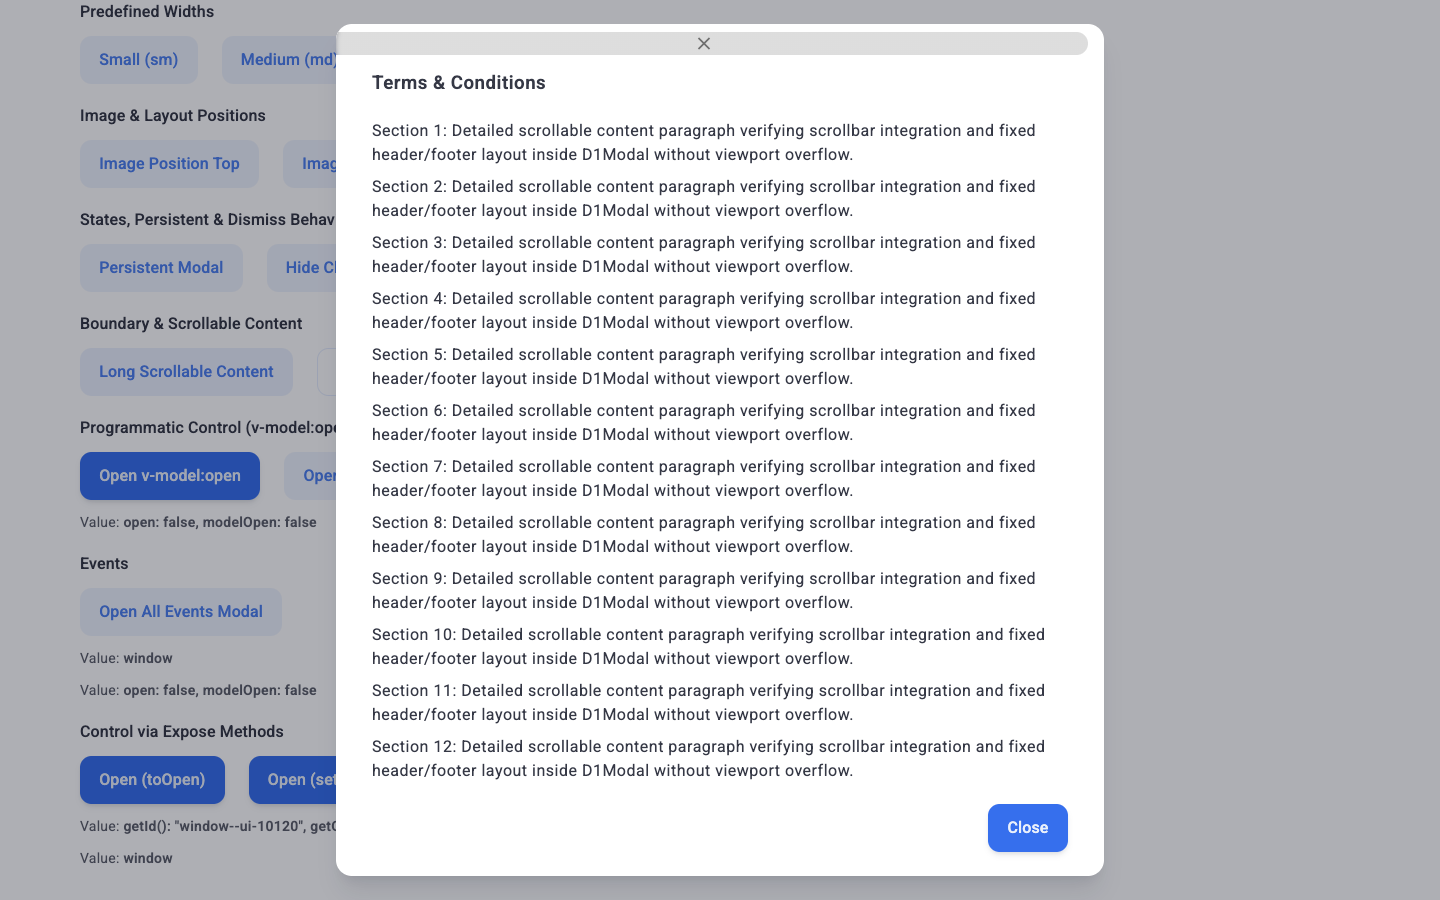 Predefined Widths
Small (sm)
Medium (md)
Image & Layout Positions
Image Position Top
Imag
States, Persistent & Dismiss Behav
Persistent Modal
Hide Cl
Boundary & Scrollable Content
Long Scrollable Content
Programmatic Control (v-model:ope
Open v-model:open
Open
Value: open: false, modelOpen: false
Events
Open All Events Modal
Value: window
Value: open: false, modelOpen: false
Control via Expose Methods
Open (toOpen)
Open (set
Value: getId(): "window--ui-10120", getO
Value: window
Terms & Conditions
Section 1: Detailed scrollable content paragraph verifying scrollbar integration and fixed
header/footer layout inside D1Modal without viewport overflow.
Section 2: Detailed scrollable content paragraph verifying scrollbar integration and fixed
header/footer layout inside D1Modal without viewport overflow.
Section 3: Detailed scrollable content paragraph verifying scrollbar integration and fixed
header/footer layout inside D1Modal without viewport overflow.
Section 4: Detailed scrollable content paragraph verifying scrollbar integration and fixed
header/footer layout inside D1Modal without viewport overflow.
Section 5: Detailed scrollable content paragraph verifying scrollbar integration and fixed
header/footer layout inside D1Modal without viewport overflow.
Section 6: Detailed scrollable content paragraph verifying scrollbar integration and fixed
header/footer layout inside D1Modal without viewport overflow.
Section 7: Detailed scrollable content paragraph verifying scrollbar integration and fixed
header/footer layout inside D1Modal without viewport overflow.
Section 8: Detailed scrollable content paragraph verifying scrollbar integration and fixed
header/footer layout inside D1Modal without viewport overflow.
Section 9: Detailed scrollable content paragraph verifying scrollbar integration and fixed
header/footer layout inside D1Modal without viewport overflow.
Section 10: Detailed scrollable content paragraph verifying scrollbar integration and fixed
header/footer layout inside D1Modal without viewport overflow.
Section 11: Detailed scrollable content paragraph verifying scrollbar integration and fixed
header/footer layout inside D1Modal without viewport overflow.
Section 12: Detailed scrollable content paragraph verifying scrollbar integration and fixed
header/footer layout inside D1Modal without viewport overflow.
Close